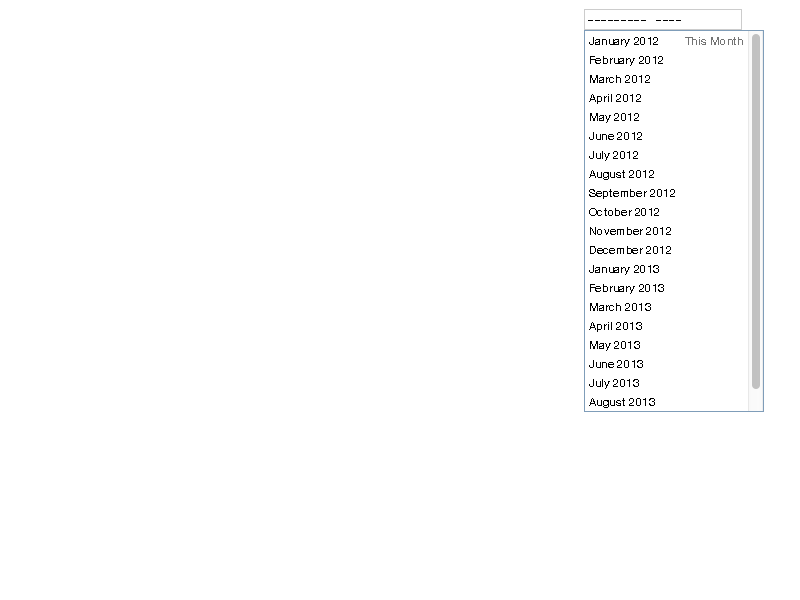 --------- ----
January 2012 This Month
February 2012
March 2012
April 2012
May 2012
June 2012
July 2012
August 2012
September 2012
October 2012
November 2012
December 2012
January 2013
February 2013
March 2013
April 2013
May 2013
June 2013
July 2013
August 2013